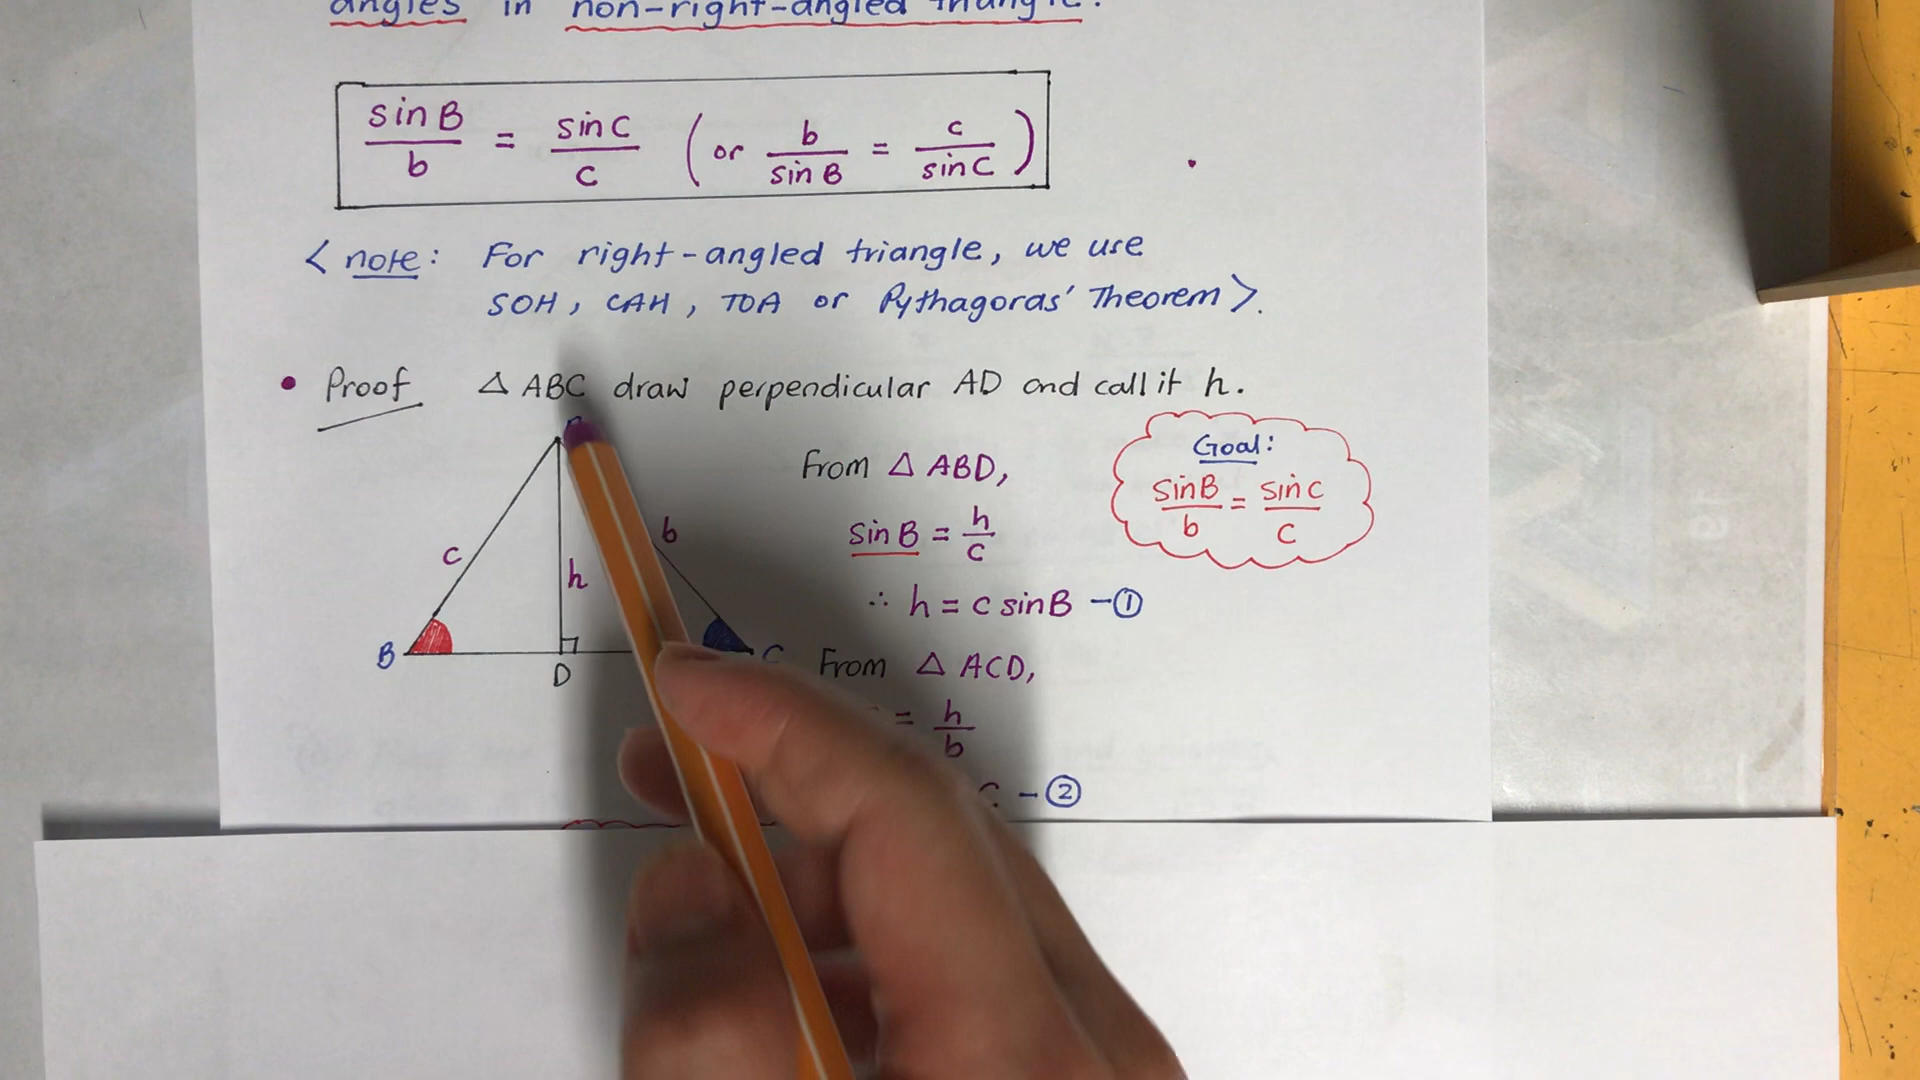 angles in non-right-angled triangle.
sin B / b = sin C / c ( or b / sin B = c / sin C )
< note: For right-angled triangle, we use
SOH, CAH, TOA or Pythagoras' Theorem >.
• Proof △ ABC draw perpendicular AD and call it h.
c
b
h
B
D
C
From △ ABD,
sin B = h / c
∴ h = c sin B - ①
From △ ACD,
= h / b
C - ②
Goal:
sin B / b = sin C / c